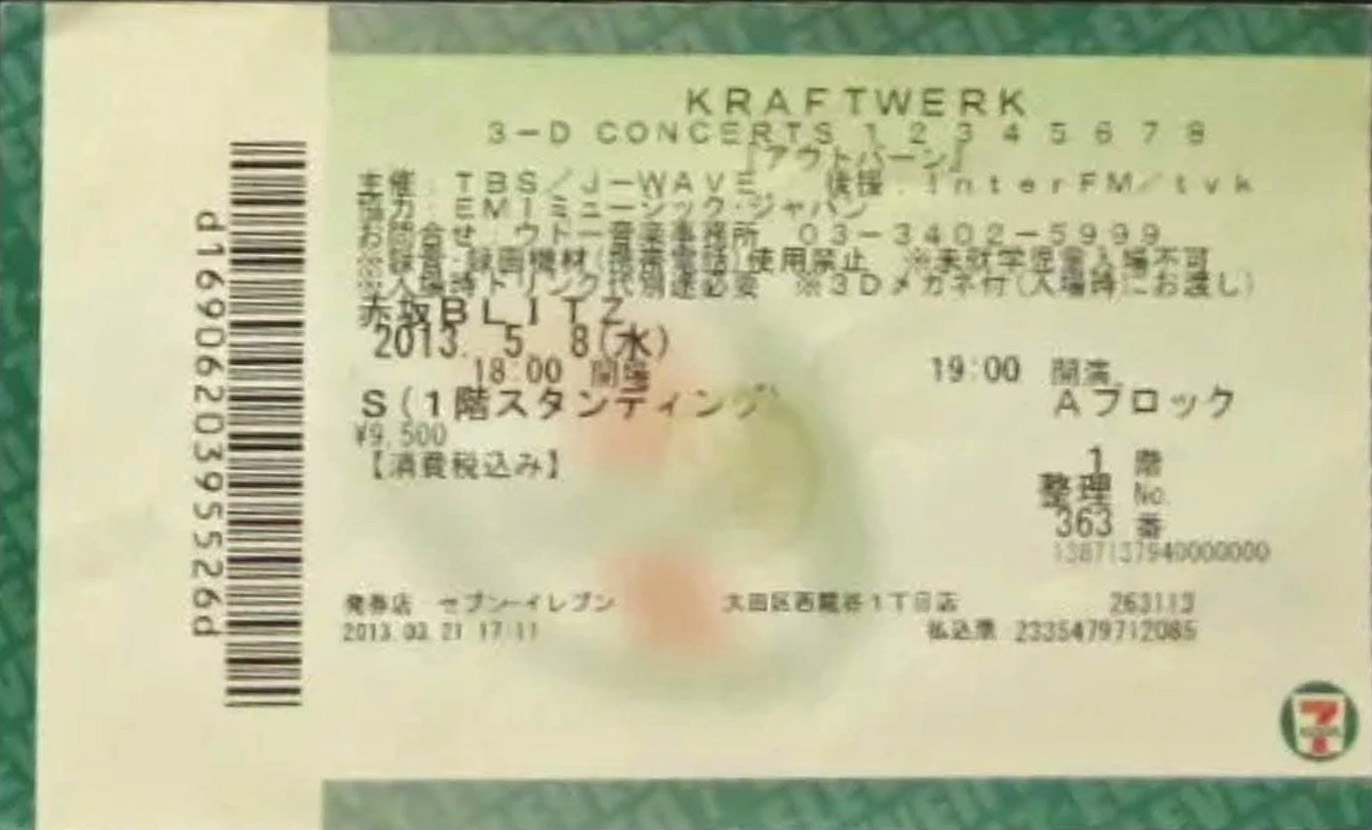 KRAFTWERK
3-D CONCERTS 1 2 3 4 5 6 7 8
『アウトバーン』
主催:TBS/J-WAVE 後援:InterFM/tvk
協力:EMIミュージック・ジャパン
お問合せ:ウドー音楽事務所 03-3402-5999
※録音・録画機材(携帯電話)使用禁止 ※未就学児童入場不可
※入場時ドリンク代別途必要 ※3Dメガネ付(入場時にお渡し)
赤坂BLITZ
2013. 5. 8(水)
18:00 開場 19:00 開演
S(1階スタンディング) Aブロック
¥9,500
【消費税込み】
1 階
整理 No.
363 番
1387137940000000
発券店 セブン-イレブン 大田区西糀谷1丁目店 263113
2013.03.21 17:11 払込票 2335479712085
d1690620395526d